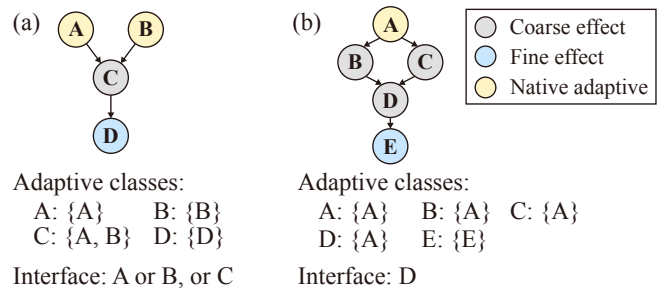 (a)
A
B
C
D
Adaptive classes:
A: {A} B: {B}
C: {A, B} D: {D}
Interface: A or B, or C
(b)
A
B
C
D
E
Adaptive classes:
A: {A} B: {A} C: {A}
D: {A} E: {E}
Interface: D
Coarse effect
Fine effect
Native adaptive